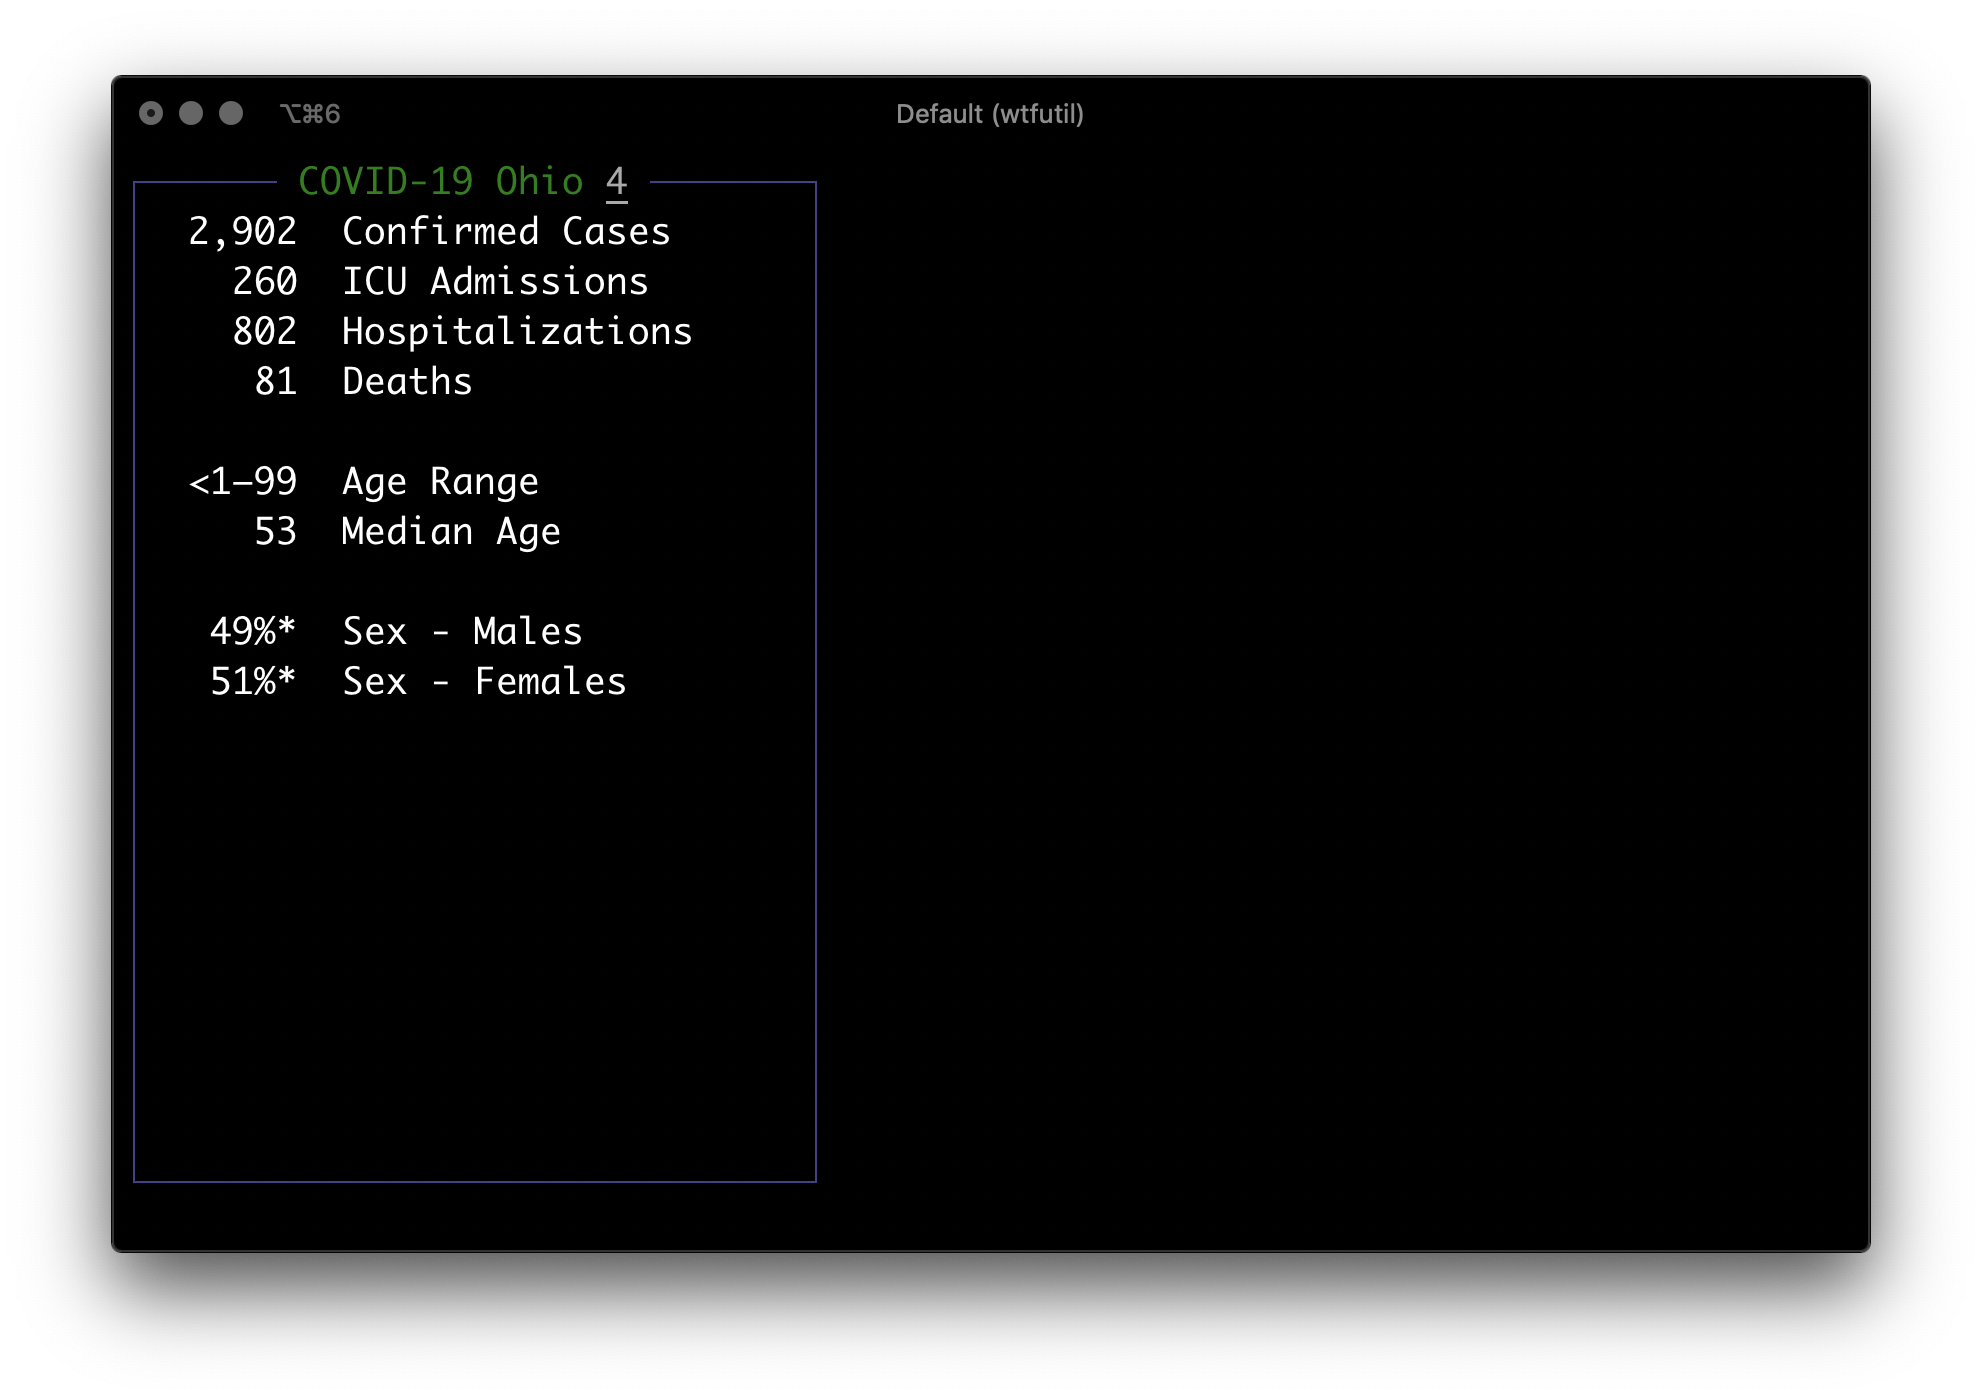 ⌥⌘6 Default (wtfutil)
COVID-19 Ohio 4
2,902 Confirmed Cases
260 ICU Admissions
802 Hospitalizations
81 Deaths
<1–99 Age Range
53 Median Age
49%* Sex - Males
51%* Sex - Females